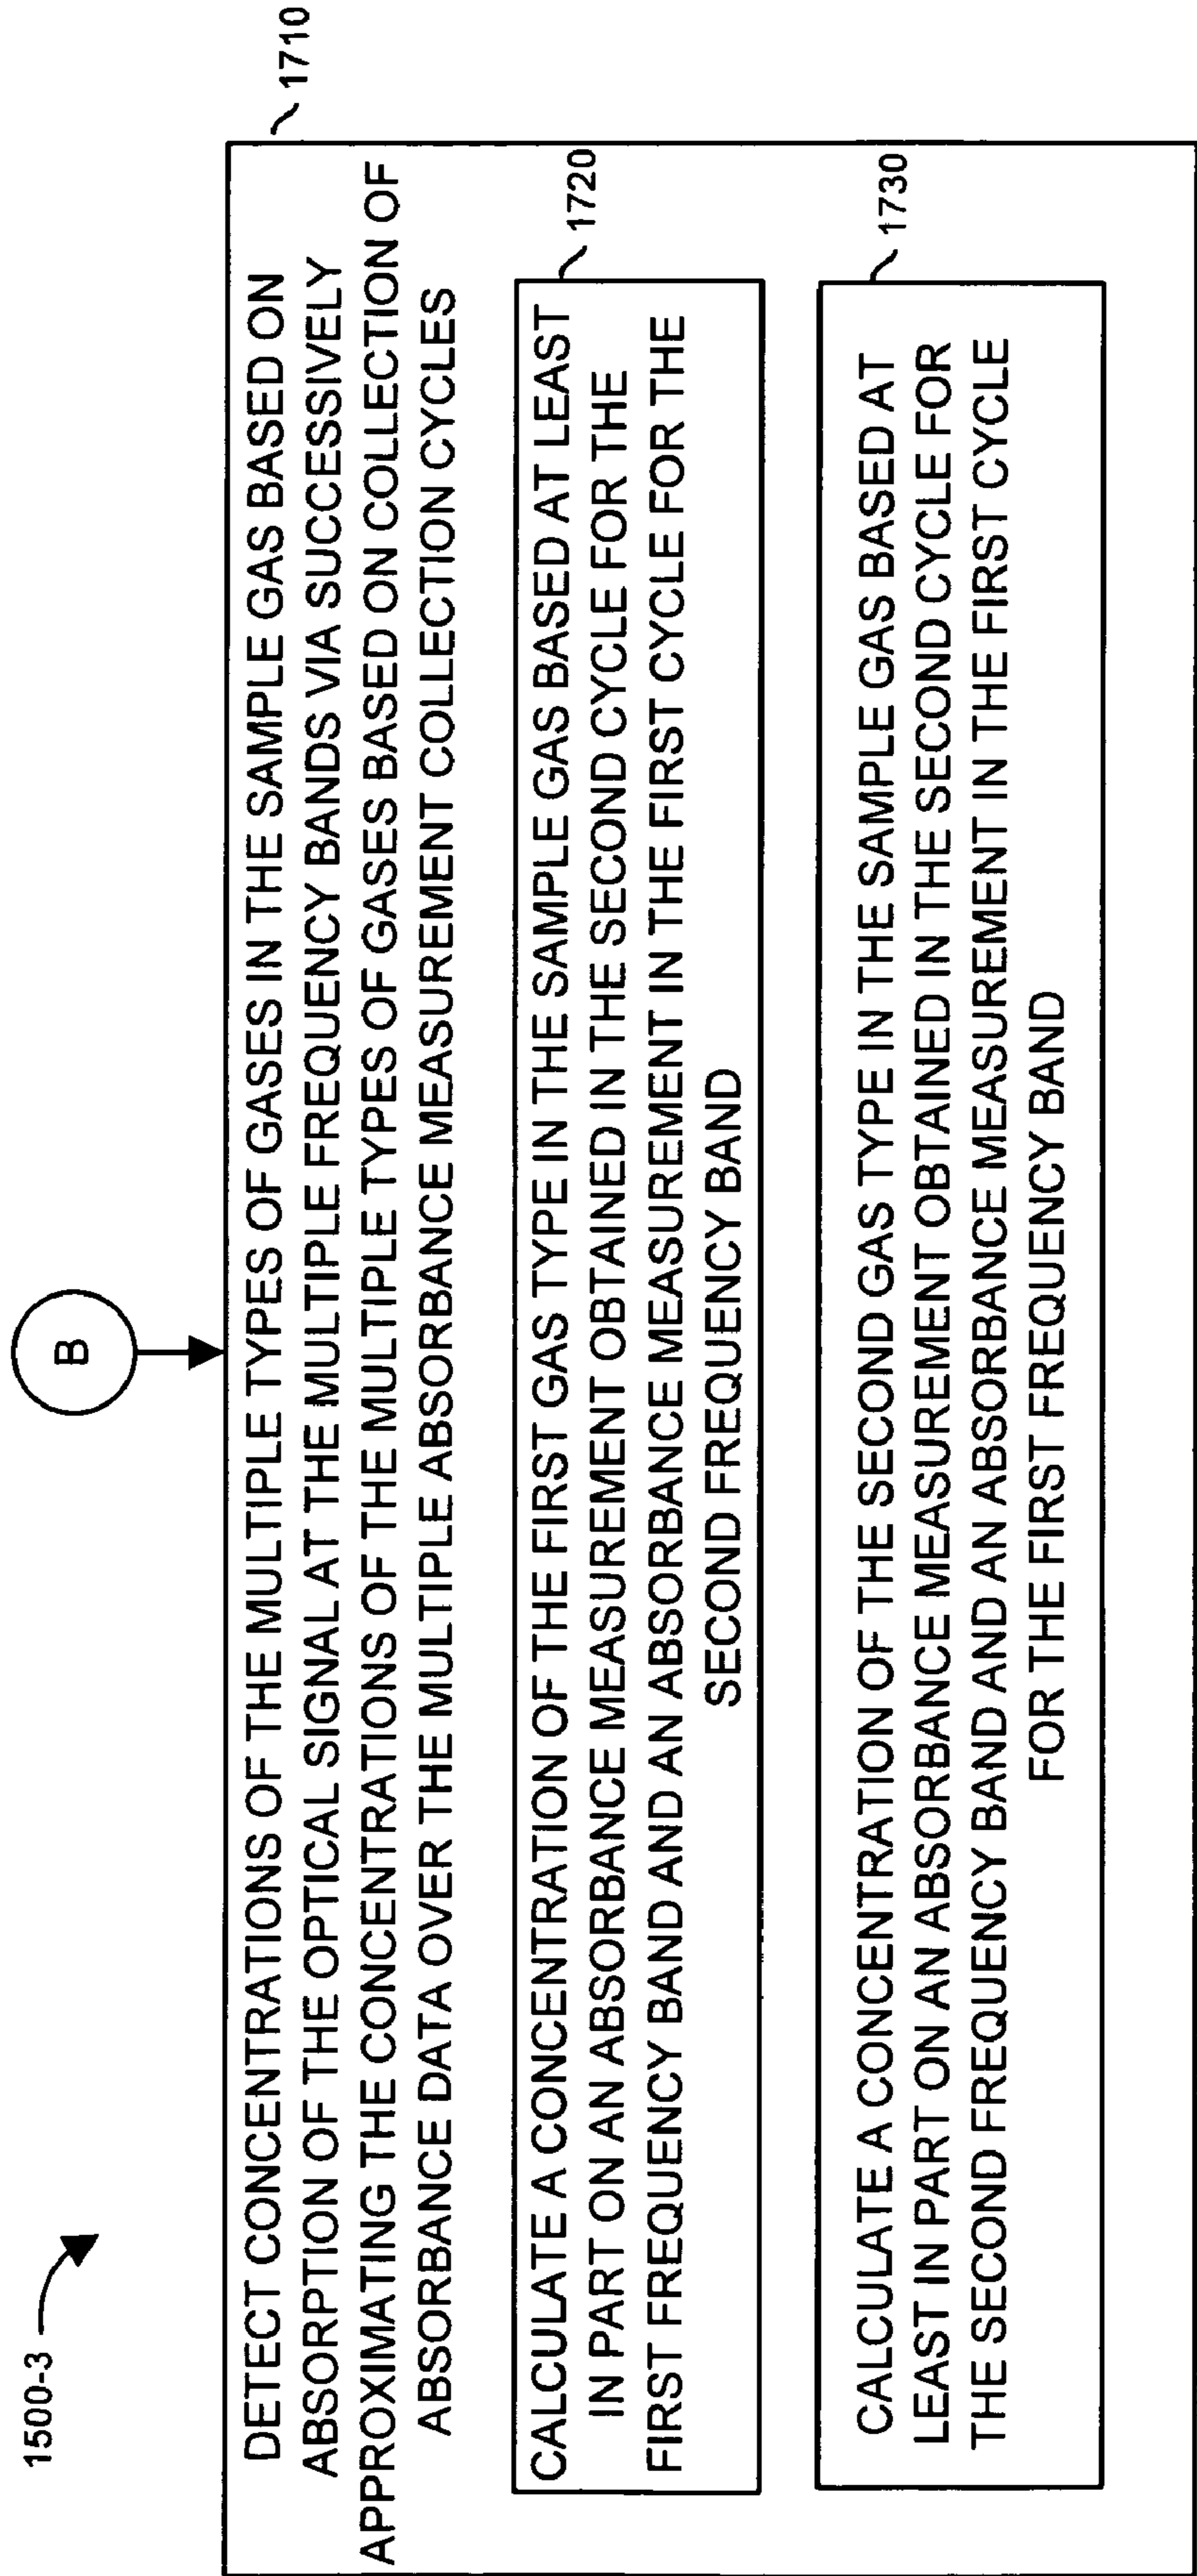 1500-3
B
1710
DETECT CONCENTRATIONS OF THE MULTIPLE TYPES OF GASES IN THE SAMPLE GAS BASED ON
ABSORPTION OF THE OPTICAL SIGNAL AT THE MULTIPLE FREQUENCY BANDS VIA SUCCESSIVELY
APPROXIMATING THE CONCENTRATIONS OF THE MULTIPLE TYPES OF GASES BASED ON COLLECTION OF
ABSORBANCE DATA OVER THE MULTIPLE ABSORBANCE MEASUREMENT COLLECTION CYCLES
1720
CALCULATE A CONCENTRATION OF THE FIRST GAS TYPE IN THE SAMPLE GAS BASED AT LEAST
IN PART ON AN ABSORBANCE MEASUREMENT OBTAINED IN THE SECOND CYCLE FOR THE
FIRST FREQUENCY BAND AND AN ABSORBANCE MEASUREMENT IN THE FIRST CYCLE FOR THE
SECOND FREQUENCY BAND
1730
CALCULATE A CONCENTRATION OF THE SECOND GAS TYPE IN THE SAMPLE GAS BASED AT
LEAST IN PART ON AN ABSORBANCE MEASUREMENT OBTAINED IN THE SECOND CYCLE FOR
THE SECOND FREQUENCY BAND AND AN ABSORBANCE MEASUREMENT IN THE FIRST CYCLE
FOR THE FIRST FREQUENCY BAND